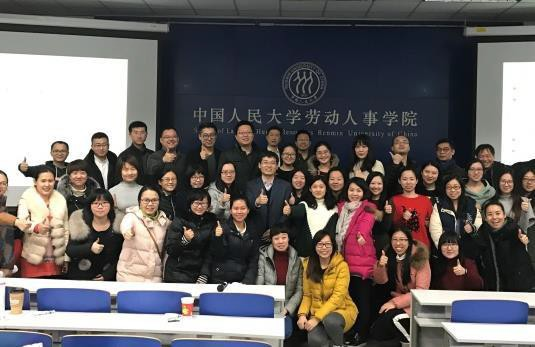 中国人民大学劳动人事学院
School of Labor & Human Resources Renmin University of China